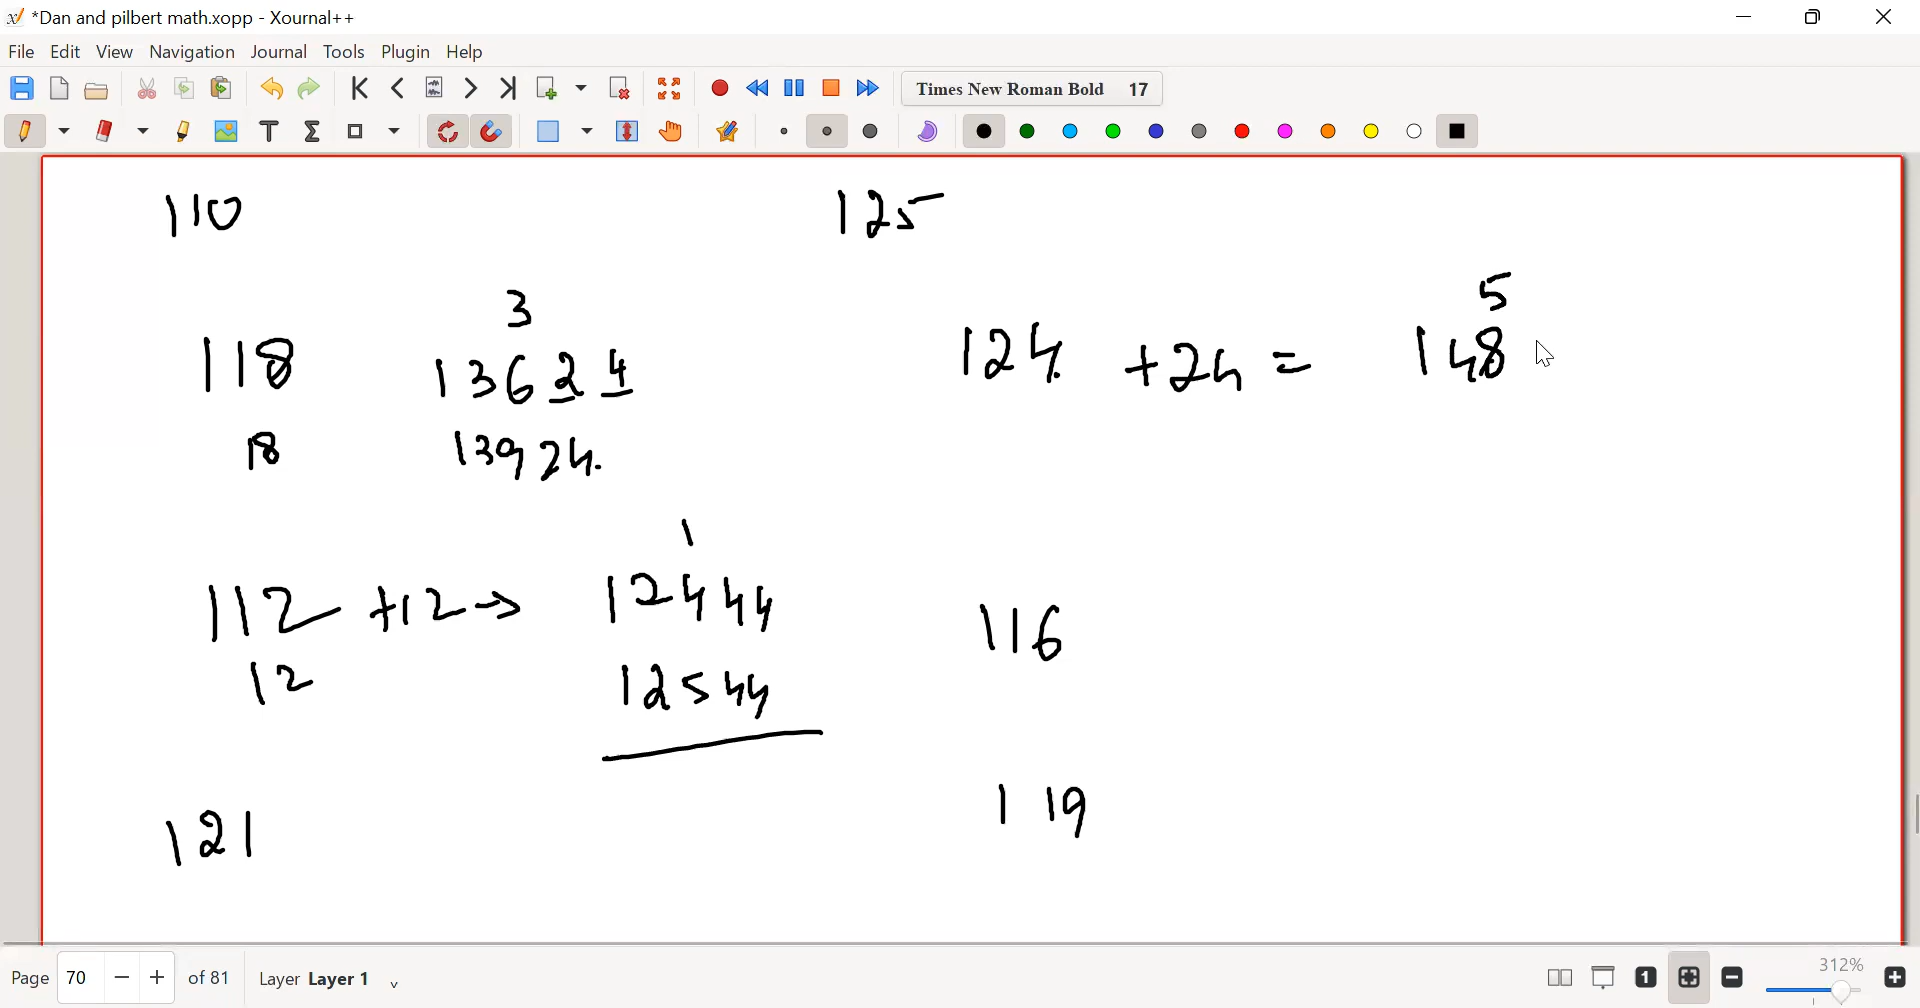 *Dan and pilbert math.xopp - Xournal++
File Edit View Navigation Journal Tools Plugin Help
Times New Roman Bold 17
110 125
3 5
118 13624 124. +24 = 148
18 13924.
1
112 +12→ 12444 116
12 12544
121 119
Page 70 of 81 Layer Layer 1 1 312%